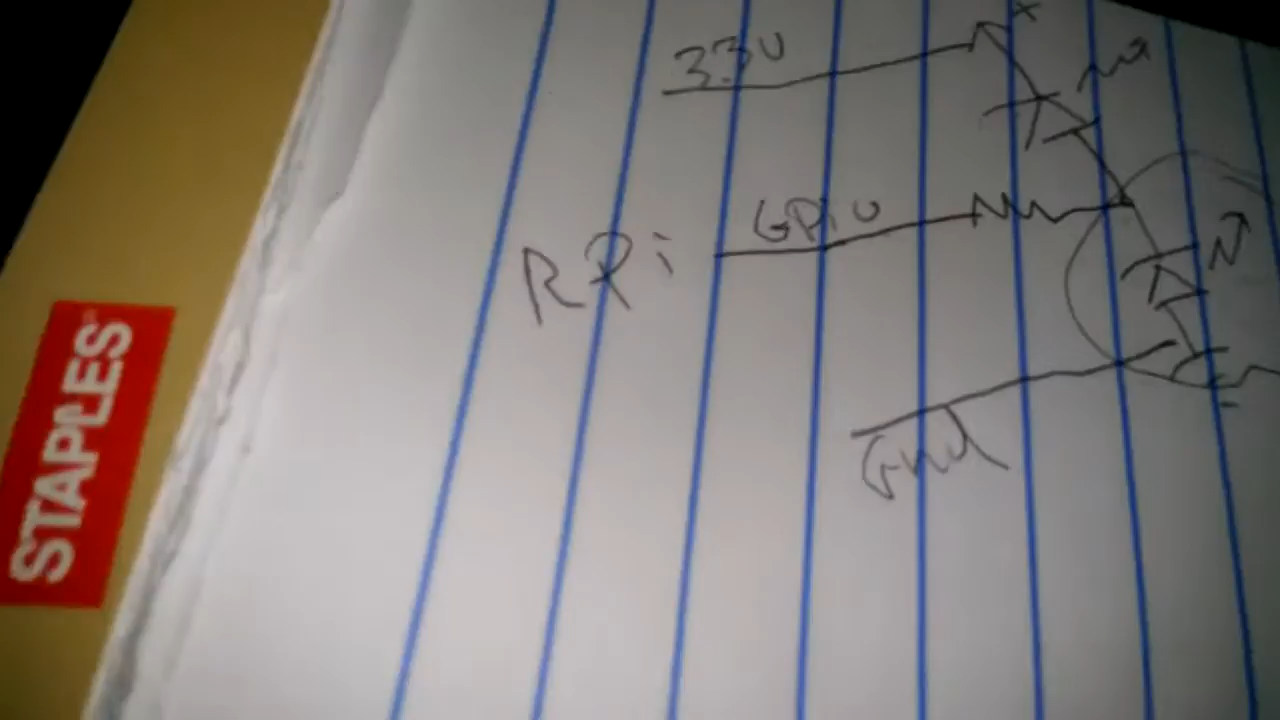 3.3V
GPIO
RPi
Gnd
STAPLES